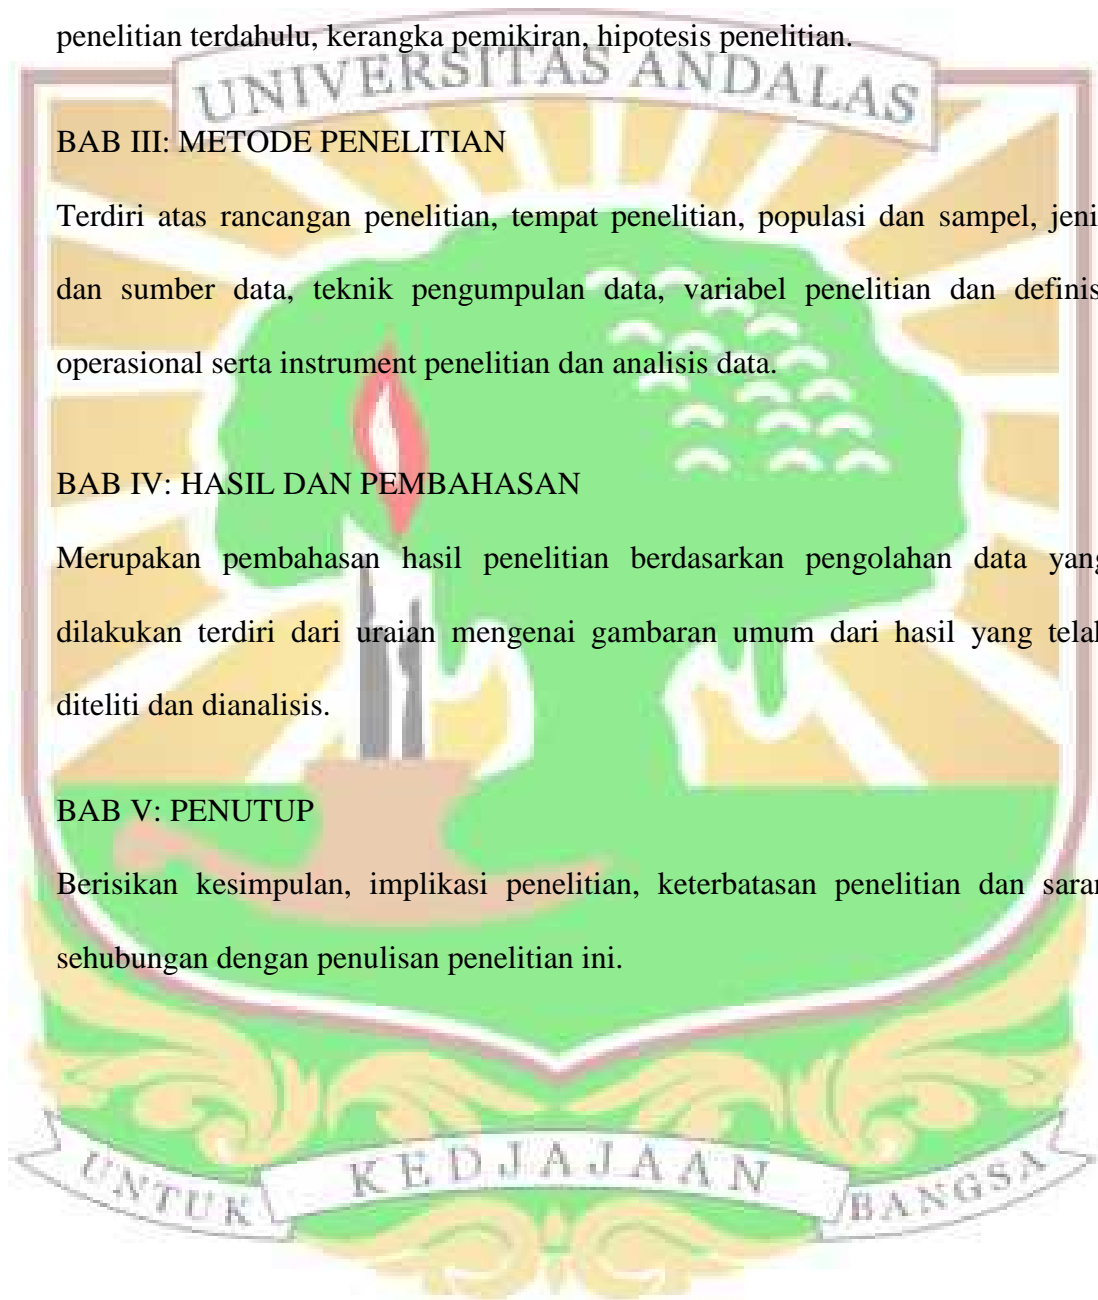 penelitian terdahulu, kerangka pemikiran, hipotesis penelitian.
UNIVERSITAS ANDALAS
BAB III: METODE PENELITIAN
Terdiri atas rancangan penelitian, tempat penelitian, populasi dan sampel, jeni
dan sumber data, teknik pengumpulan data, variabel penelitian dan definis
operasional serta instrument penelitian dan analisis data.
BAB IV: HASIL DAN PEMBAHASAN
Merupakan pembahasan hasil penelitian berdasarkan pengolahan data yang
dilakukan terdiri dari uraian mengenai gambaran umum dari hasil yang telah
diteliti dan dianalisis.
BAB V: PENUTUP
Berisikan kesimpulan, implikasi penelitian, keterbatasan penelitian dan saran
sehubungan dengan penulisan penelitian ini.
UNTUK KEDJAJAAN BANGSA